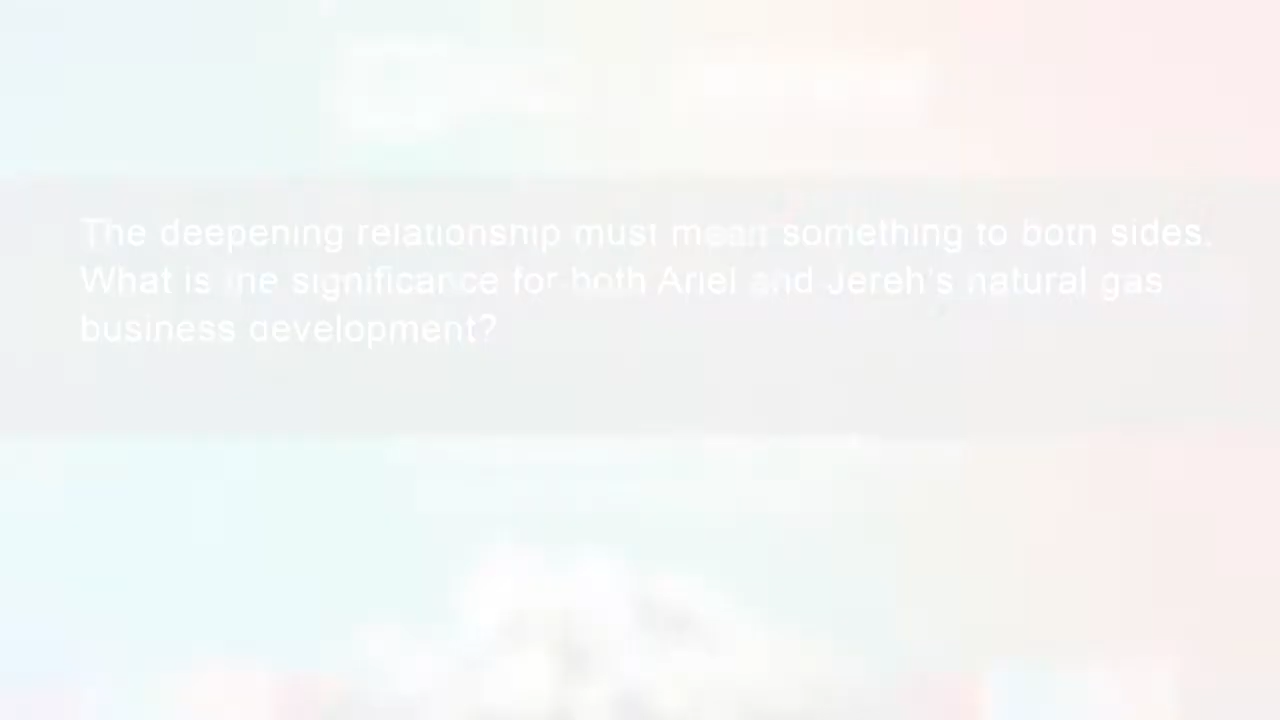 The deepening relationship must mean something to both sides.
What is the significance for both Ariel and Jereh's natural gas
business development?